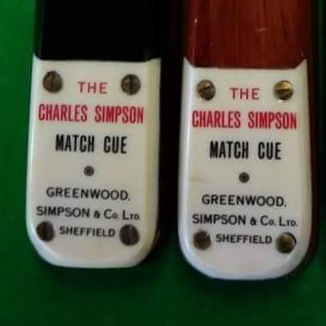 THE
CHARLES SIMPSON
MATCH CUE
GREENWOOD,
SIMPSON & Co. LTD.
SHEFFIELD
THE
CHARLES SIMPSON
MATCH CUE
GREENWOOD,
SIMPSON & Co. LTD.
SHEFFIELD